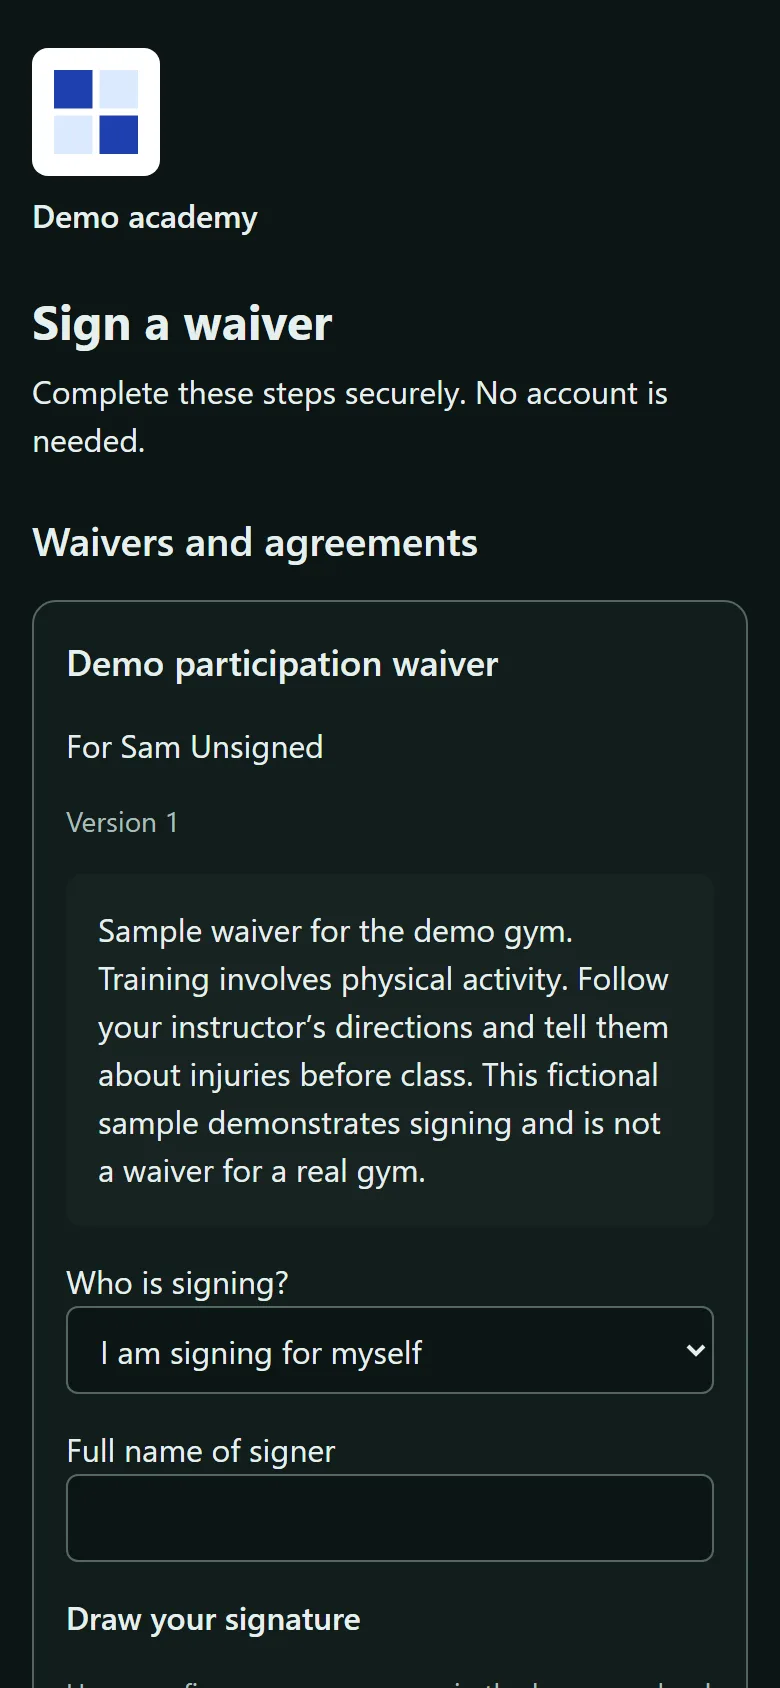 Demo academy
Sign a waiver
Complete these steps securely. No account is
needed.
Waivers and agreements
Demo participation waiver
For Sam Unsigned
Version 1
Sample waiver for the demo gym.
Training involves physical activity. Follow
your instructor’s directions and tell them
about injuries before class. This fictional
sample demonstrates signing and is not
a waiver for a real gym.
Who is signing?
I am signing for myself
Full name of signer
Draw your signature